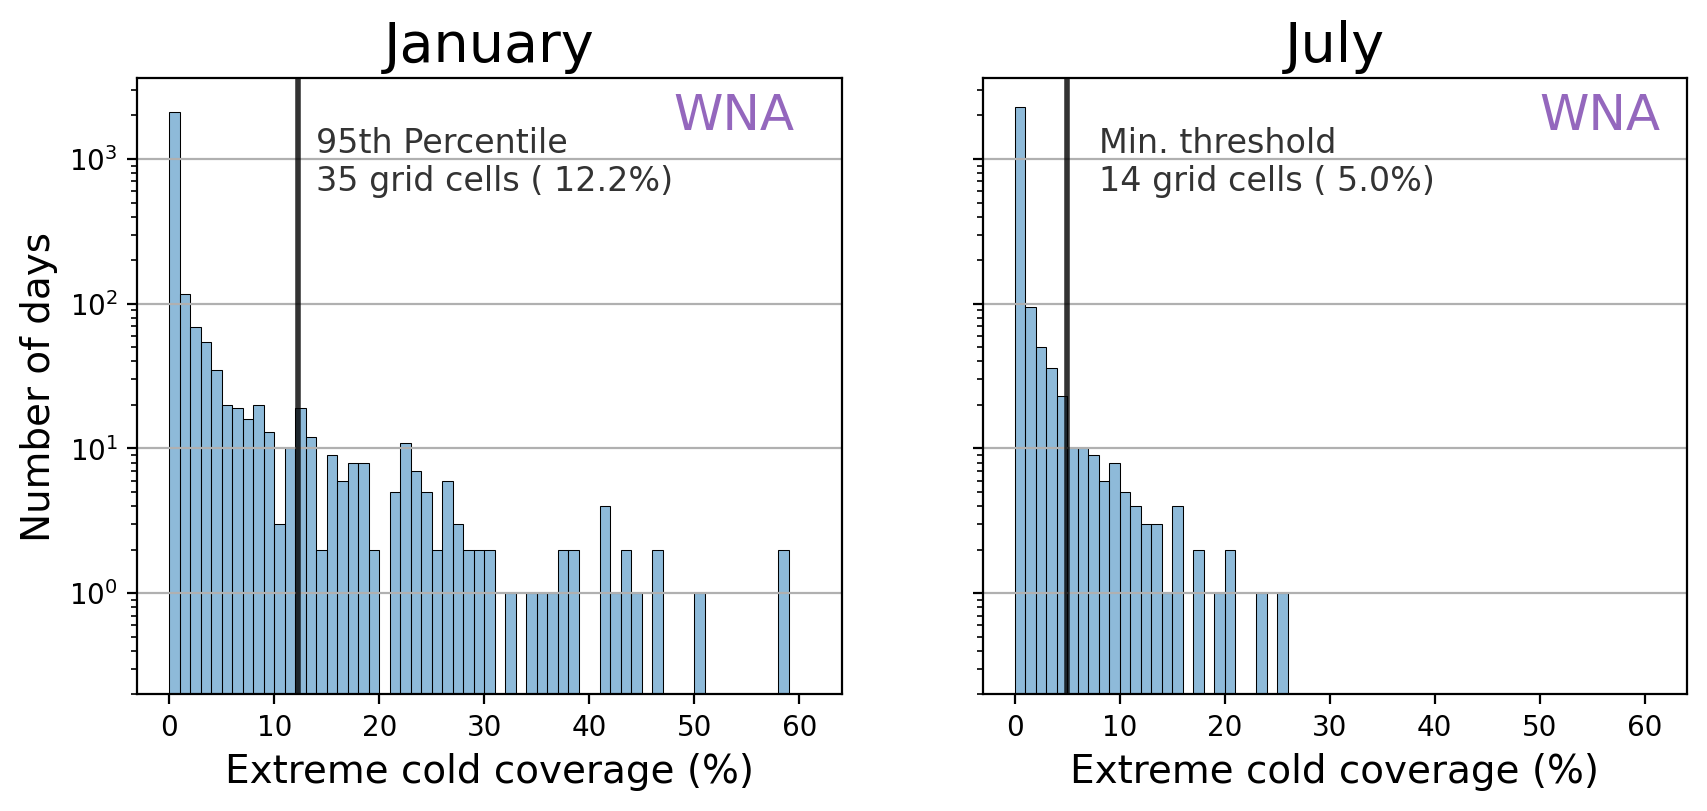 January
WNA
95th Percentile
35 grid cells ( 12.2%)
Number of days
10³
10²
10¹
10⁰
0 10 20 30 40 50 60
Extreme cold coverage (%)
July
WNA
Min. threshold
14 grid cells ( 5.0%)
0 10 20 30 40 50 60
Extreme cold coverage (%)